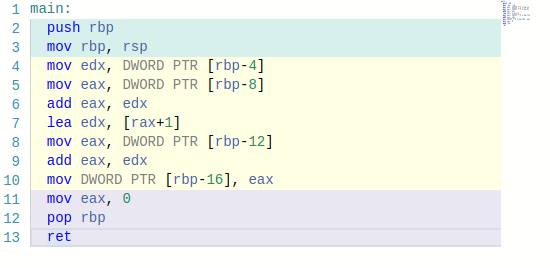 1 main:
2 push rbp
3 mov rbp, rsp
4 mov edx, DWORD PTR [rbp-4]
5 mov eax, DWORD PTR [rbp-8]
6 add eax, edx
7 lea edx, [rax+1]
8 mov eax, DWORD PTR [rbp-12]
9 add eax, edx
10 mov DWORD PTR [rbp-16], eax
11 mov eax, 0
12 pop rbp
13 ret